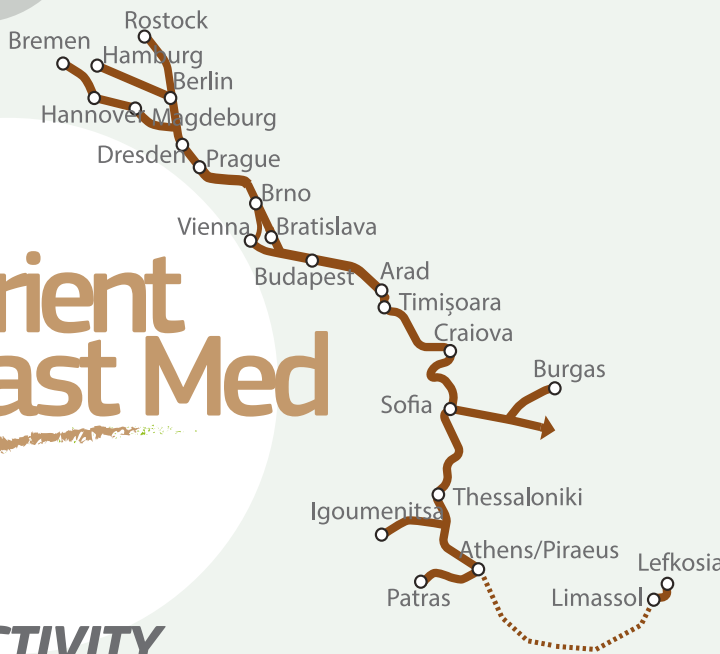 Rostock
Bremen
Hamburg
Berlin
Hannover
Magdeburg
Dresden
Prague
Brno
Vienna
Bratislava
Budapest
Arad
Timişoara
Craiova
rient
ast Med
Burgas
Sofia
Thessaloniki
Igoumenitsa
Athens/Piraeus
Lefkosia
Patras
Limassol
CTIVITY